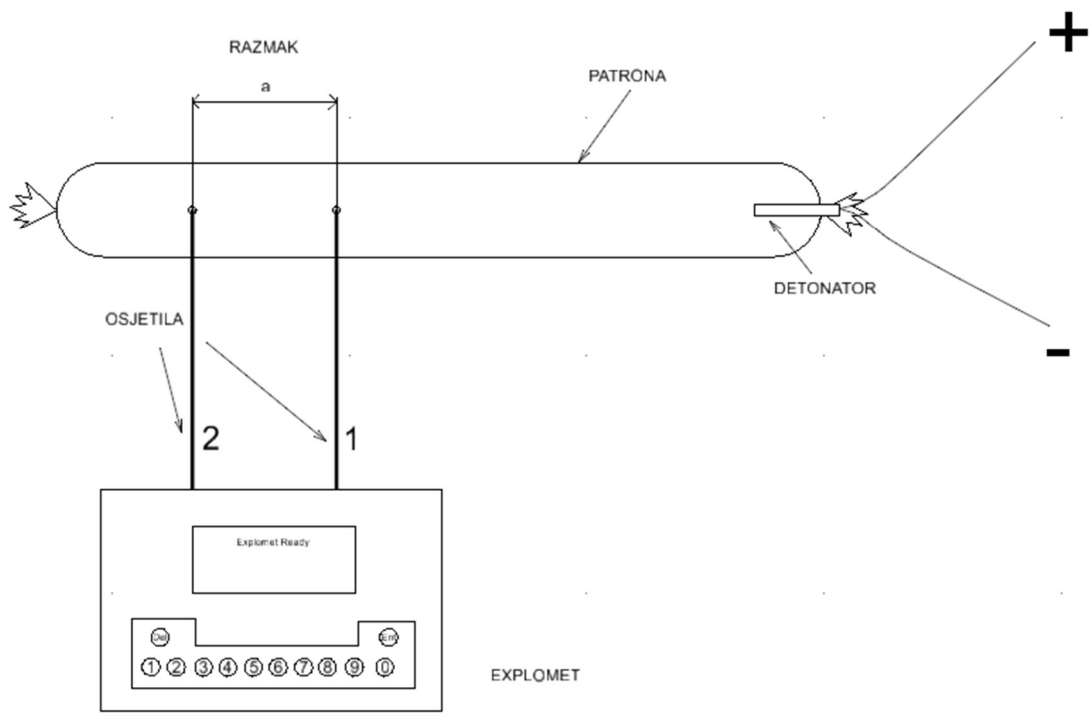 RAZMAK
a
PATRONA
+
DETONATOR
-
OSJETILA
2
1
Explomet Ready
Del
Ent
1 2 3 4 5 6 7 8 9 0
EXPLOMET